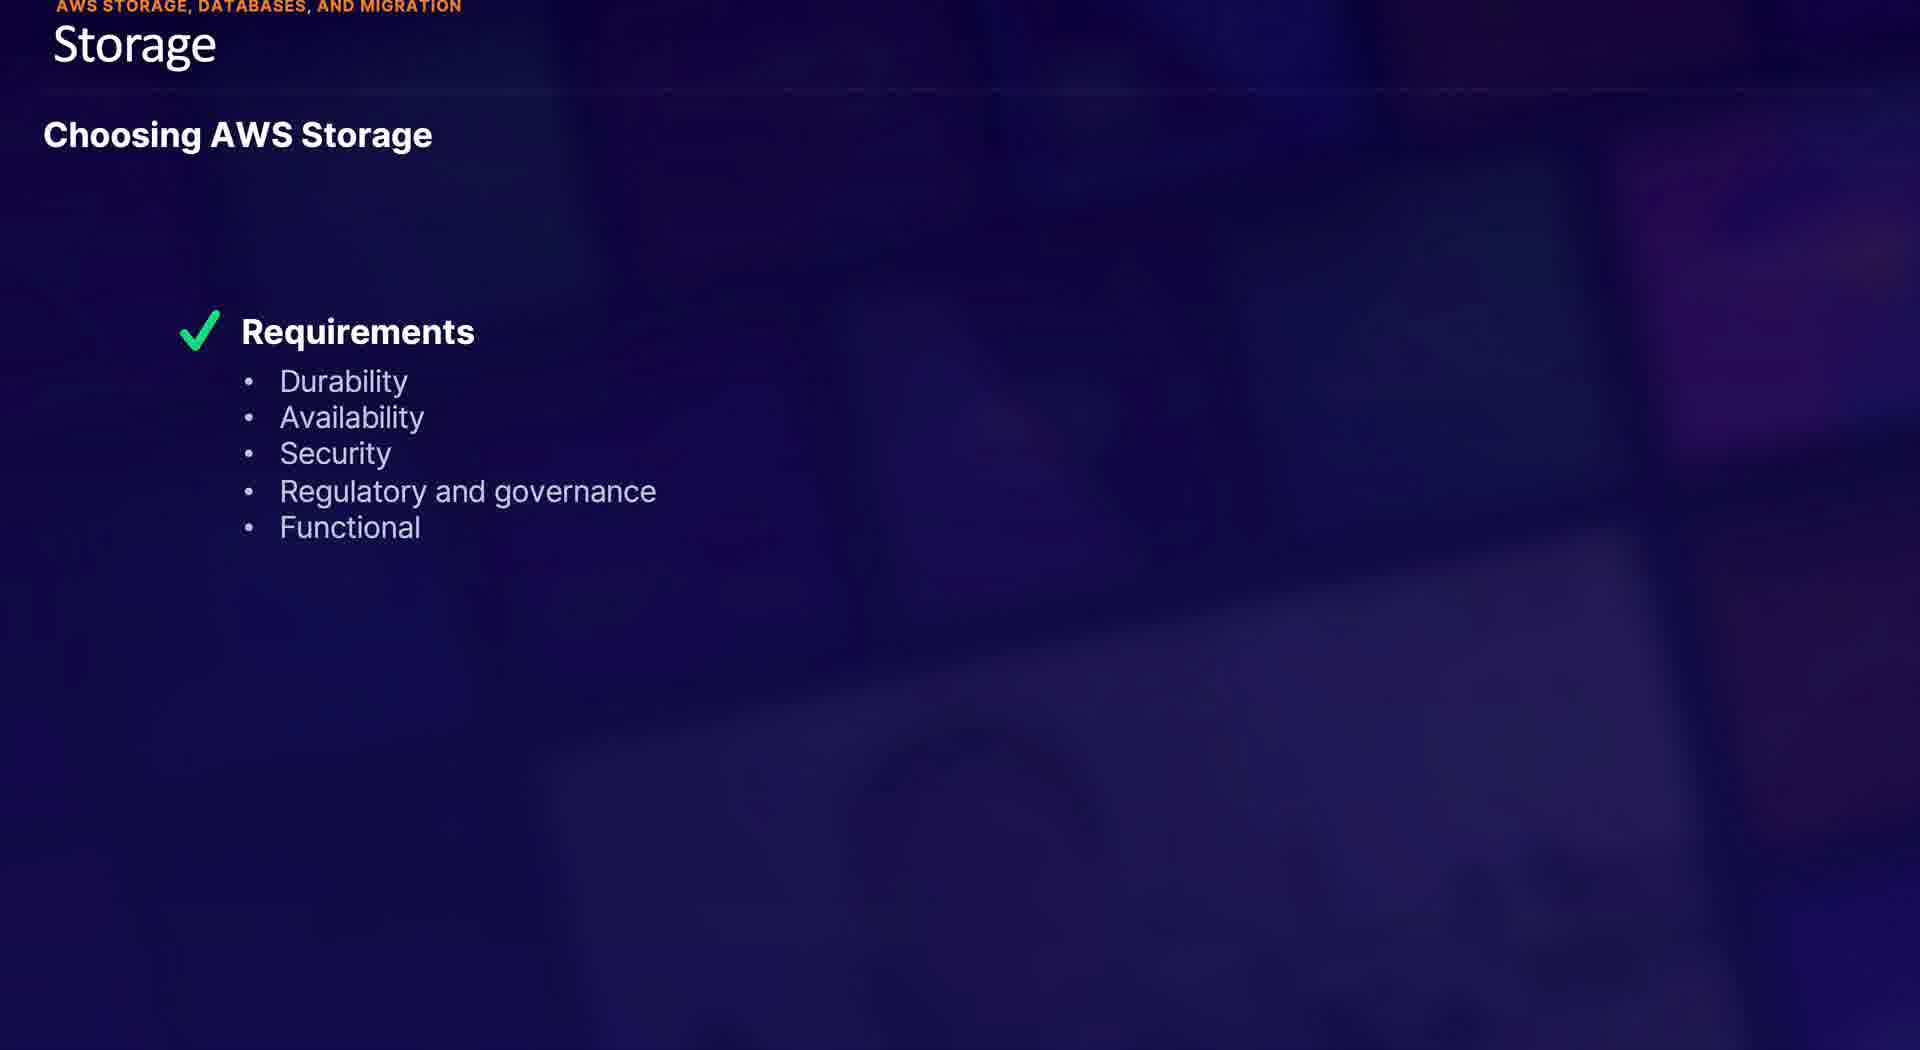 AWS STORAGE, DATABASES, AND MIGRATION
Storage
Choosing AWS Storage
Requirements
• Durability
• Availability
• Security
• Regulatory and governance
• Functional